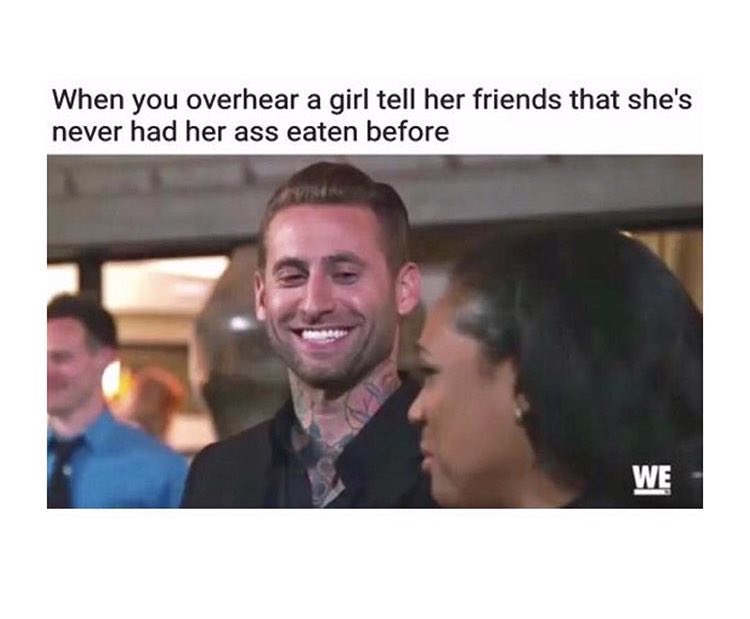 When you overhear a girl tell her friends that she's
never had her ass eaten before
WE